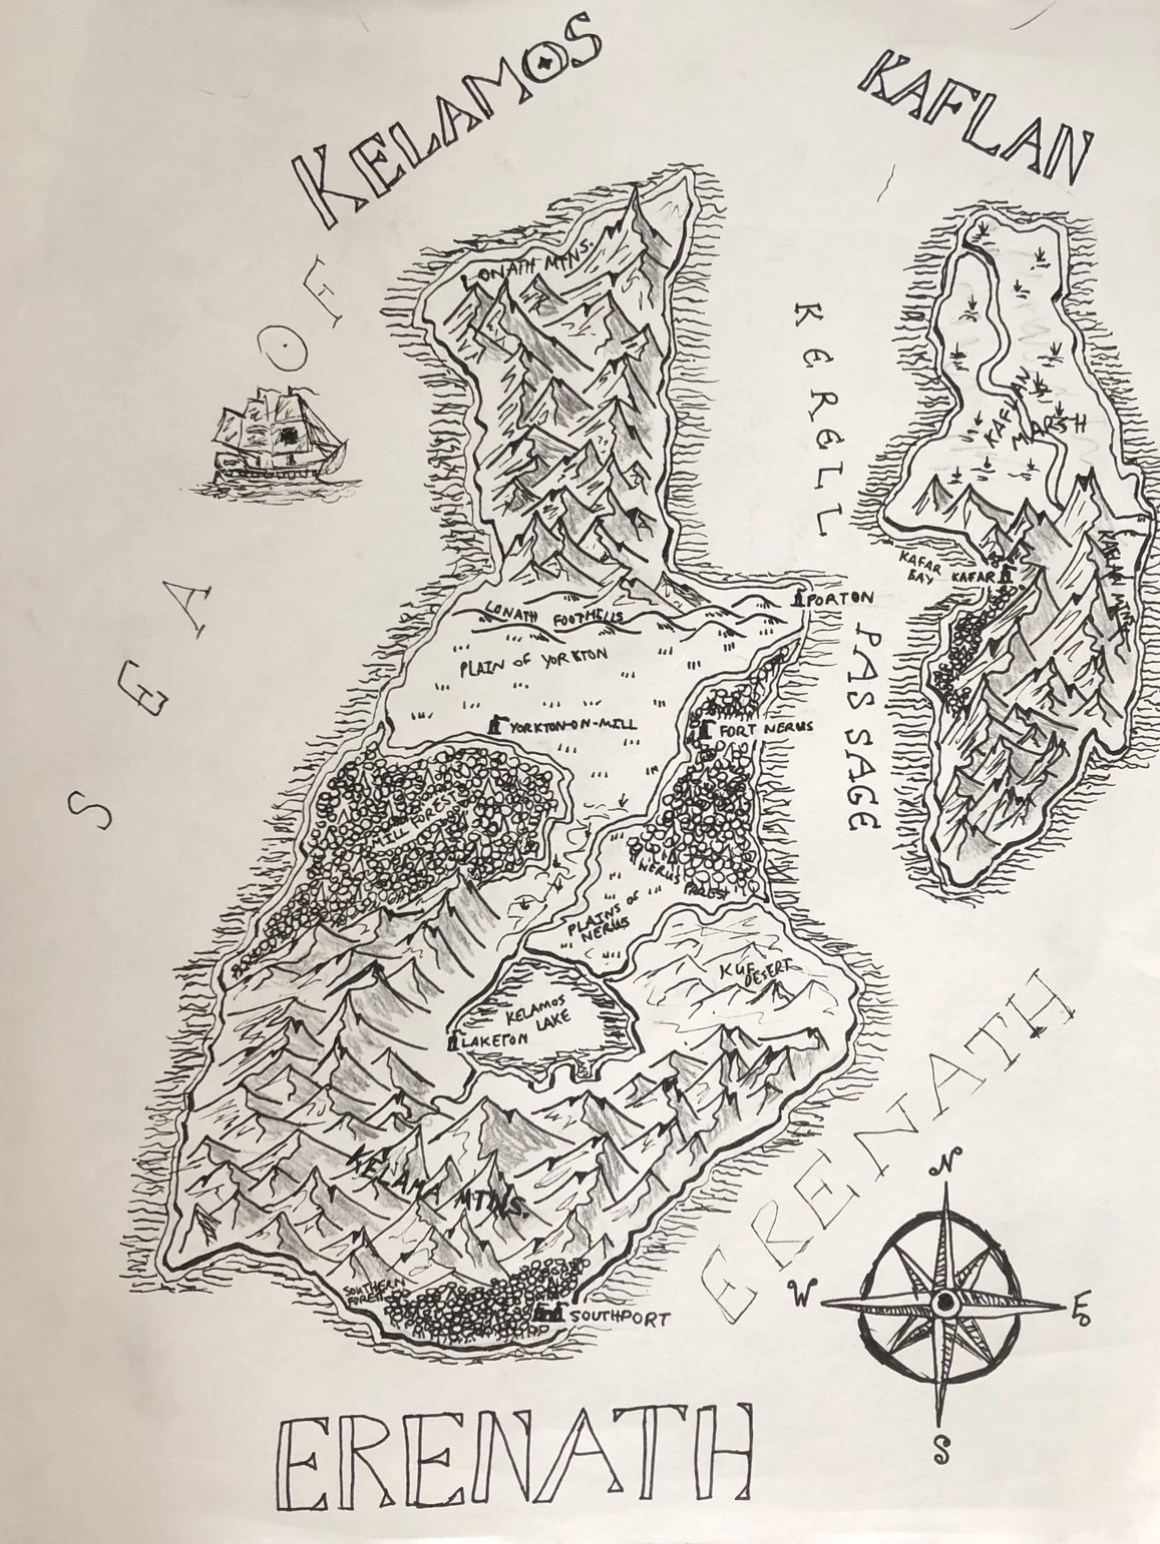 KELAMOS
KAFLAN
LONATH MTNS.
SEA OF
ERENATH
KERELL
PASSAGE
KAFLAN
MARSH
KAFAR
BAY
KAFAR
KAFLAN MTNS.
PORTON
LONATH FOOTHILLS
PLAIN OF YORKTON
YORKTON-ON-MILL
FORT NERUS
MILL FOREST
NERUS FOREST
PLAINS OF
NERUS
KUF
DESERT
KELAMOS
LAKE
LAKETON
KELAMA MTNS.
SOUTHERN
FOREST
SOUTHPORT
N
W
E
S
ERENATH